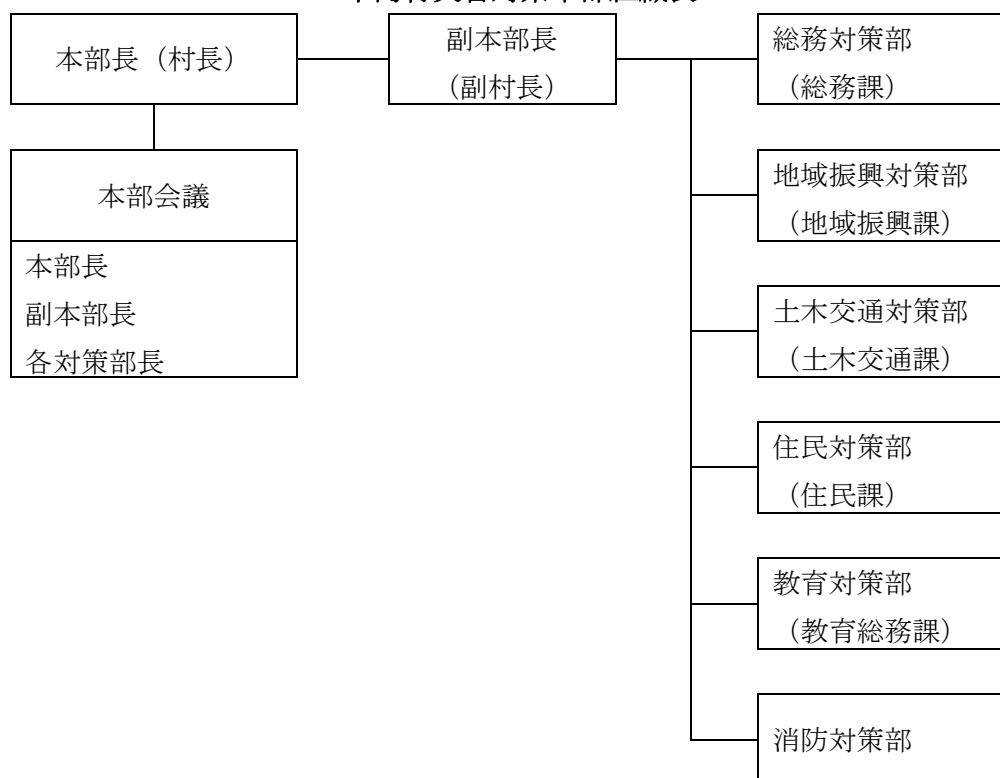 本部長（村長）
副本部長
（副村長）
本部会議
本部長
副本部長
各対策部長
総務対策部
（総務課）
地域振興対策部
（地域振興課）
土木交通対策部
（土木交通課）
住民対策部
（住民課）
教育対策部
（教育総務課）
消防対策部